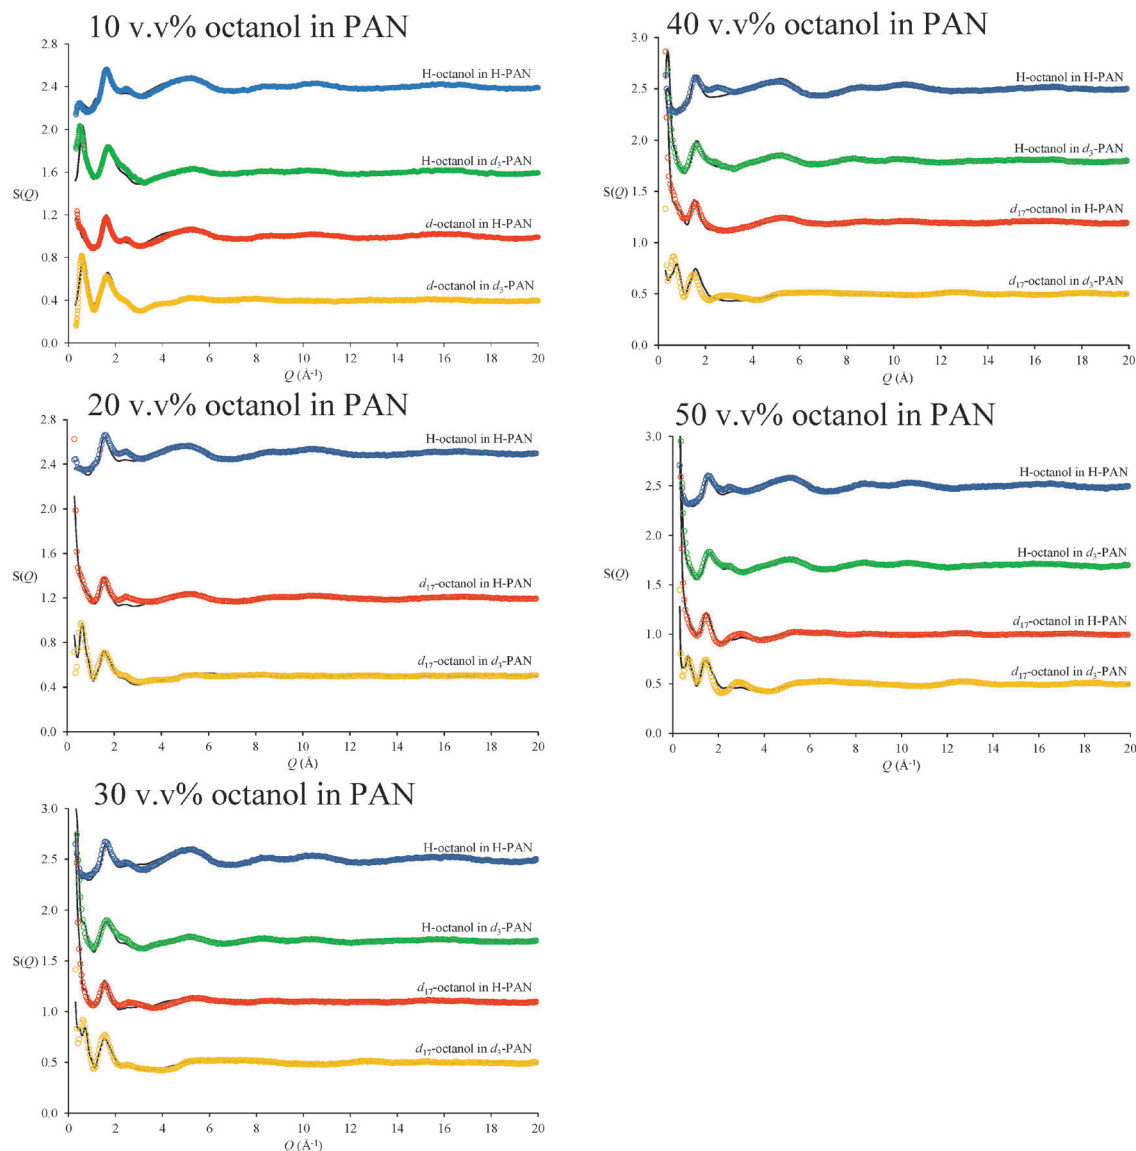 10 v.v% octanol in PAN
2.8
2.4
2.0
1.6
1.2
0.8
0.4
0.0
S(Q)
H-octanol in H-PAN
H-octanol in d3-PAN
d-octanol in H-PAN
d-octanol in d3-PAN
0 2 4 6 8 10 12 14 16 18 20
Q (Å-1)
40 v.v% octanol in PAN
3.0
2.5
2.0
1.5
1.0
0.5
0.0
S(Q)
H-octanol in H-PAN
H-octanol in d3-PAN
d17-octanol in H-PAN
d17-octanol in d3-PAN
0 2 4 6 8 10 12 14 16 18 20
Q (Å)
20 v.v% octanol in PAN
2.8
2.4
2.0
1.6
1.2
0.8
0.4
0.0
S(Q)
H-octanol in H-PAN
d17-octanol in H-PAN
d17-octanol in d3-PAN
0 2 4 6 8 10 12 14 16 18 20
Q (Å)
50 v.v% octanol in PAN
3.0
2.5
2.0
1.5
1.0
0.5
0.0
S(Q)
H-octanol in H-PAN
H-octanol in d3-PAN
d17-octanol in H-PAN
d17-octanol in d3-PAN
0 2 4 6 8 10 12 14 16 18 20
Q (Å-1)
30 v.v% octanol in PAN
3.0
2.5
2.0
1.5
1.0
0.5
0.0
S(Q)
H-octanol in H-PAN
H-octanol in d3-PAN
d17-octanol in H-PAN
d17-octanol in d3-PAN
0 2 4 6 8 10 12 14 16 18 20
Q (Å-1)